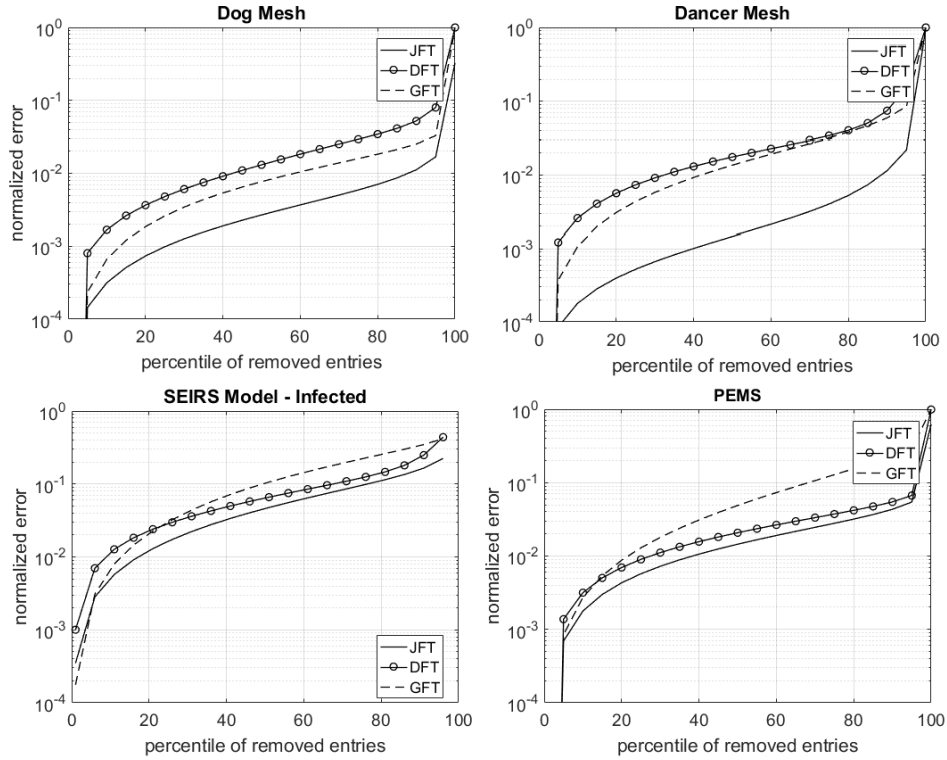 Dog Mesh
normalized error
10^0
10^-1
10^-2
10^-3
10^-4
0 20 40 60 80 100
percentile of removed entries
JFT
DFT
GFT
Dancer Mesh
10^0
10^-1
10^-2
10^-3
10^-4
0 20 40 60 80 100
percentile of removed entries
JFT
DFT
GFT
SEIRS Model - Infected
normalized error
10^0
10^-1
10^-2
10^-3
10^-4
0 20 40 60 80 100
percentile of removed entries
JFT
DFT
GFT
PEMS
normalized error
10^0
10^-1
10^-2
10^-3
10^-4
0 20 40 60 80 100
percentile of removed entries
JFT
DFT
GFT